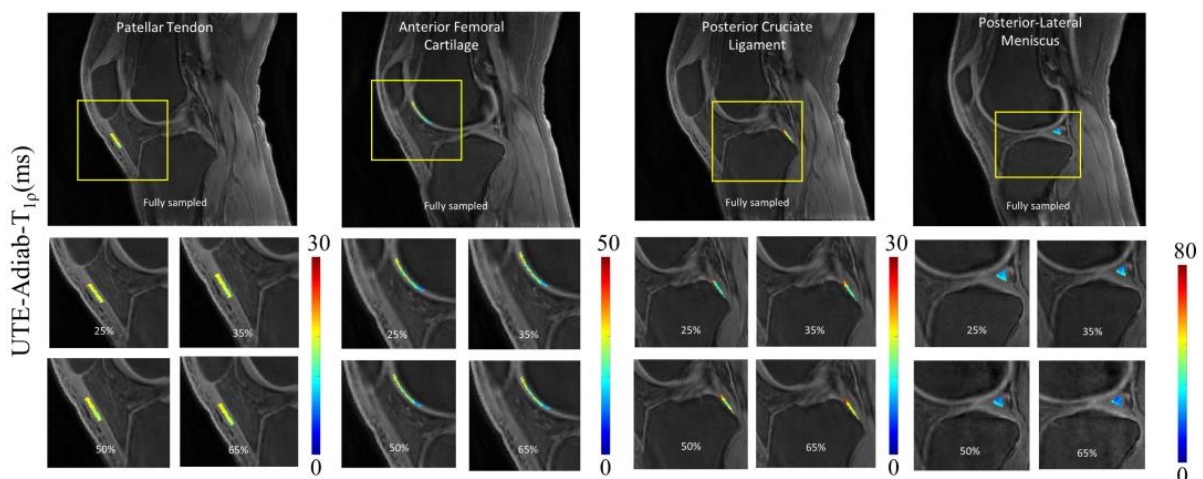 Patellar Tendon
Anterior Femoral
Cartilage
Posterior Cruciate
Ligament
Posterior-Lateral
Meniscus
Fully sampled
Fully sampled
Fully sampled
Fully sampled
UTE-Adiab-T1ρ(ms)
25%
35%
50%
65%
30
0
25%
35%
50%
65%
50
0
25%
35%
50%
65%
30
0
25%
35%
50%
65%
80
0